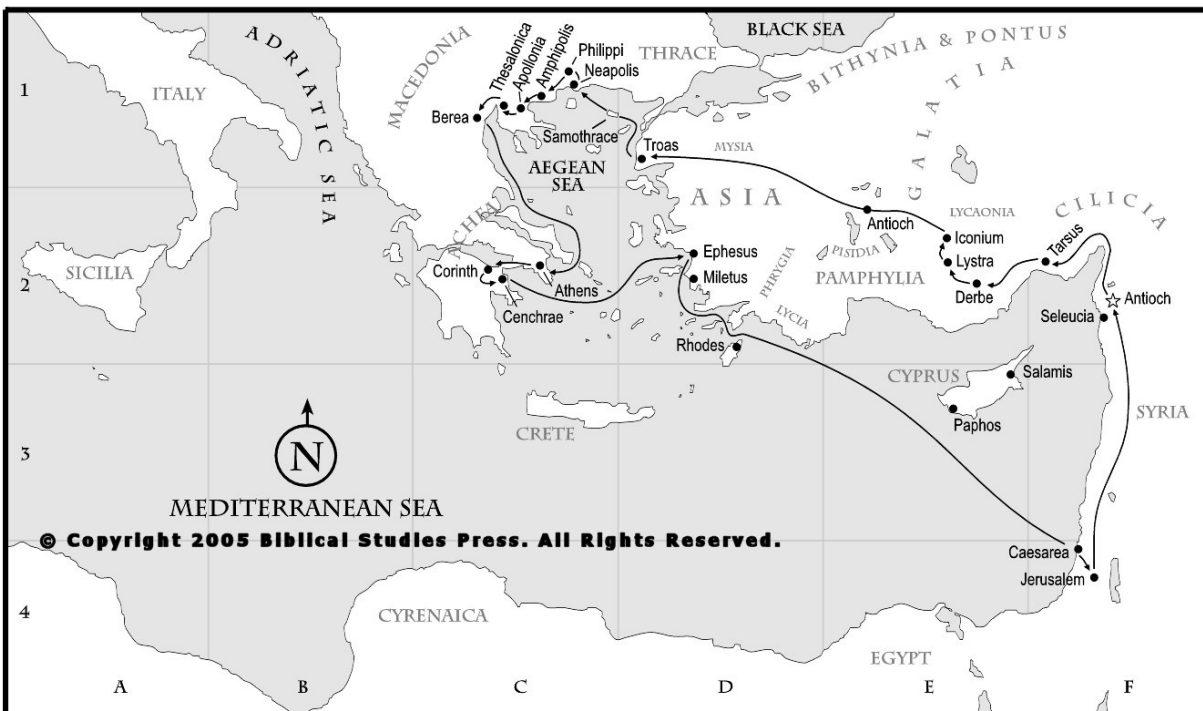 BLACK SEA
ADRIATIC SEA
MACEDONIA
THRACE
BITHYNIA & PONTUS
GALATIA
ITALY
Thesalonica
Apollonia
Amphipolis
Philippi
Neapolis
1
Berea
Samothrace
Troas
MYSIA
AEGEAN
SEA
ASIA
ACHEAU
Antioch
LYCAONIA
CILICIA
Iconium
PISIDIA
Lystra
Tarsus
Ephesus
SICILIA
Corinth
2
Miletus
PHRYGIA
PAMPHYLIA
Derbe
Athens
Antioch
Cenchrae
LYCIA
Seleucia
Rhodes
CYPRUS
Salamis
Paphos
SYRIA
CRETE
N
3
MEDITERRANEAN SEA
© Copyright 2005 Biblical Studies Press. All Rights Reserved.
Caesarea
Jerusalem
4
CYRENAICA
EGYPT
A
B
C
D
E
F